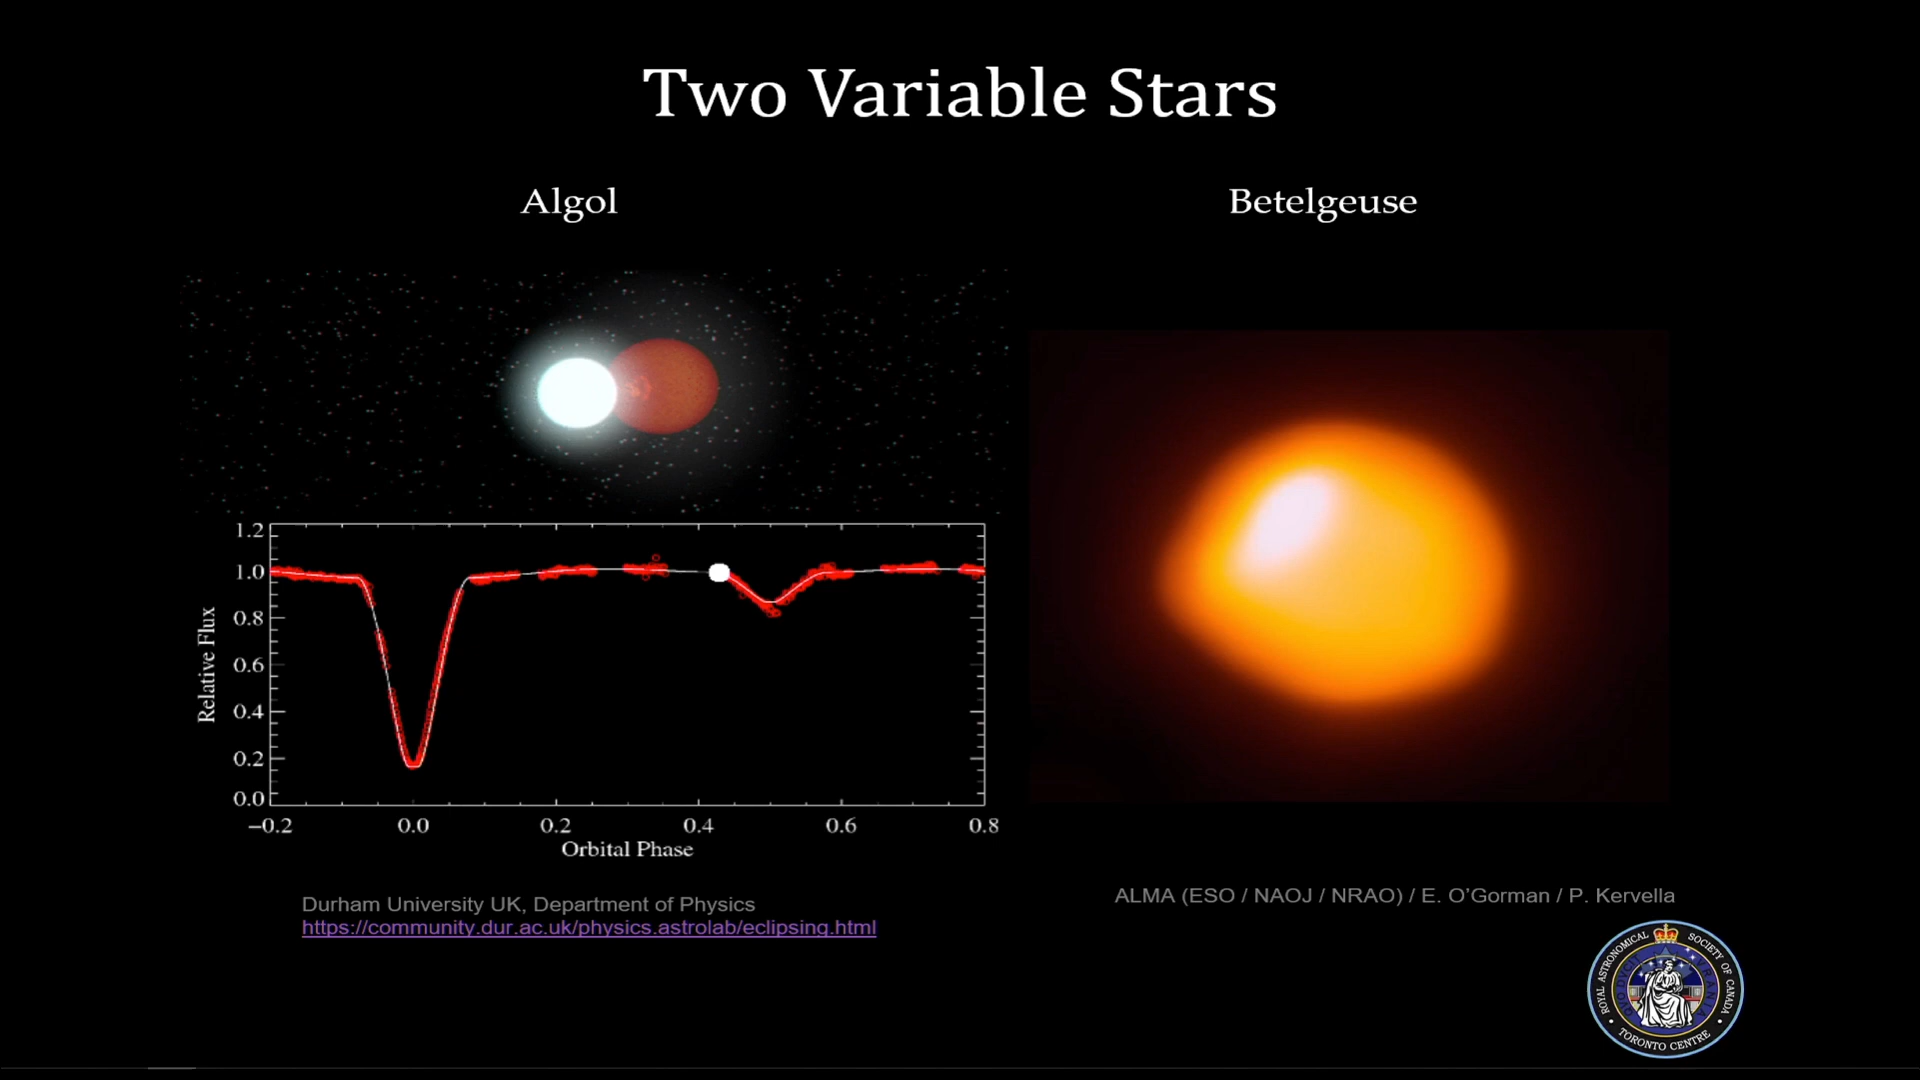 Two Variable Stars
Algol
Betelgeuse
1.2
1.0
0.8
0.6
0.4
0.2
0.0
Relative Flux
−0.2 0.0 0.2 0.4 0.6 0.8
Orbital Phase
Durham University UK, Department of Physics
https://community.dur.ac.uk/physics.astrolab/eclipsing.html
ALMA (ESO / NAOJ / NRAO) / E. O'Gorman / P. Kervella
ROYAL ASTRONOMICAL SOCIETY OF CANADA
• TORONTO CENTRE •